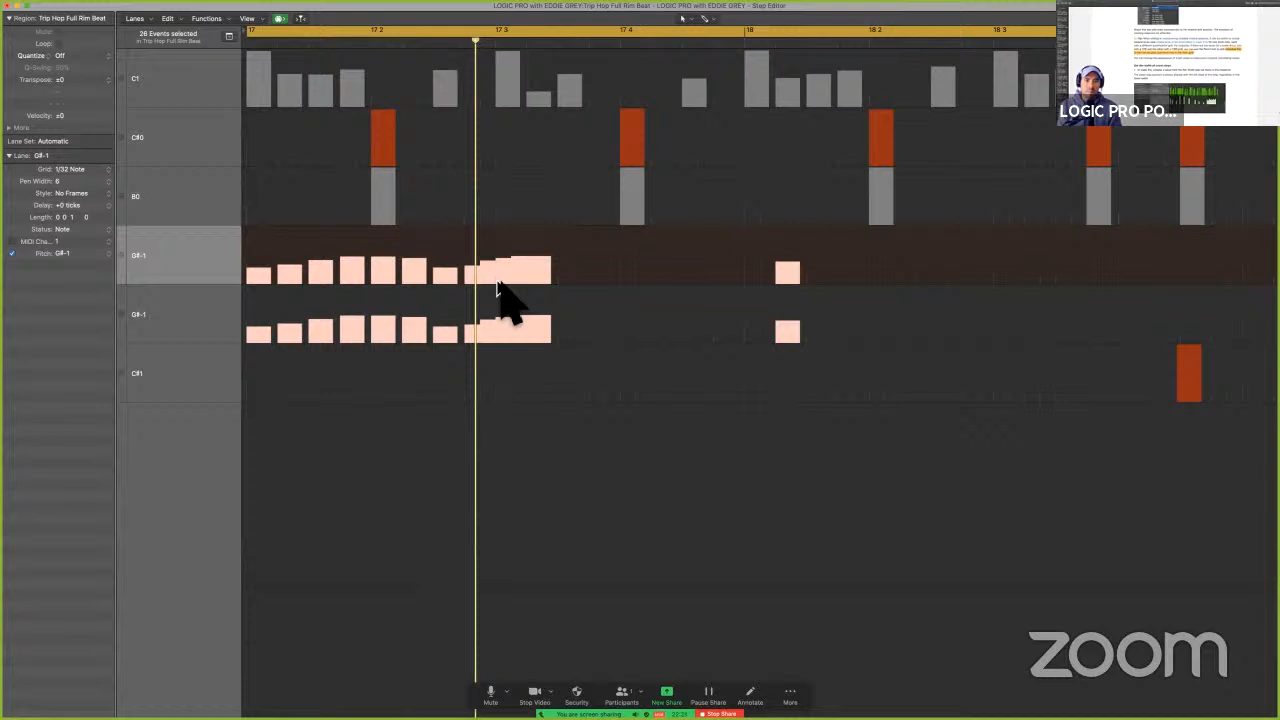 LOGIC PRO with EDDIE GREY:Trip Hop Full Rim Beat - LOGIC PRO with EDDIE GREY - Step Editor
Region: Trip Hop Full Rim Beat
Lanes
Edit
Functions
View
Mute:
Loop:
Quantize Off
Q-Swing:
Transpose: ±0
Velocity: ±0
More
Lane Set: Automatic
Lane: G#-1
Grid: 1/32 Note
Pen Width: 6
Style: No Frames
Delay: +0 ticks
Length: 0 0 1 0
Status: Note
MIDI Cha... 1
Pitch: G#-1
26 Events selected
in Trip Hop Full Rim Beat
17
17 2
17 3
17 4
18
18 2
18 3
C1
C#0
B0
G#-1
G#-1
C#1
LOGIC PRO PO...
zoom
Mute
Stop Video
Security
Participants
1
New Share
Pause Share
Annotate
More
You are screen sharing
Stop Share